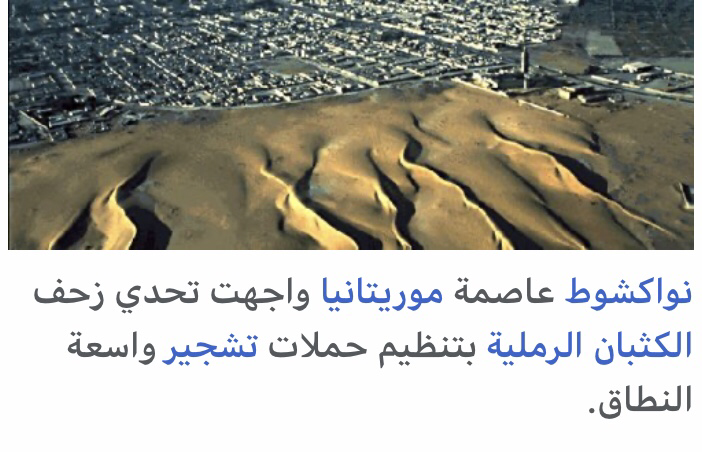 نواكشوط عاصمة موريتانيا واجهت تحدي زحف
الكثبان الرملية بتنظيم حملات تشجير واسعة
النطاق.